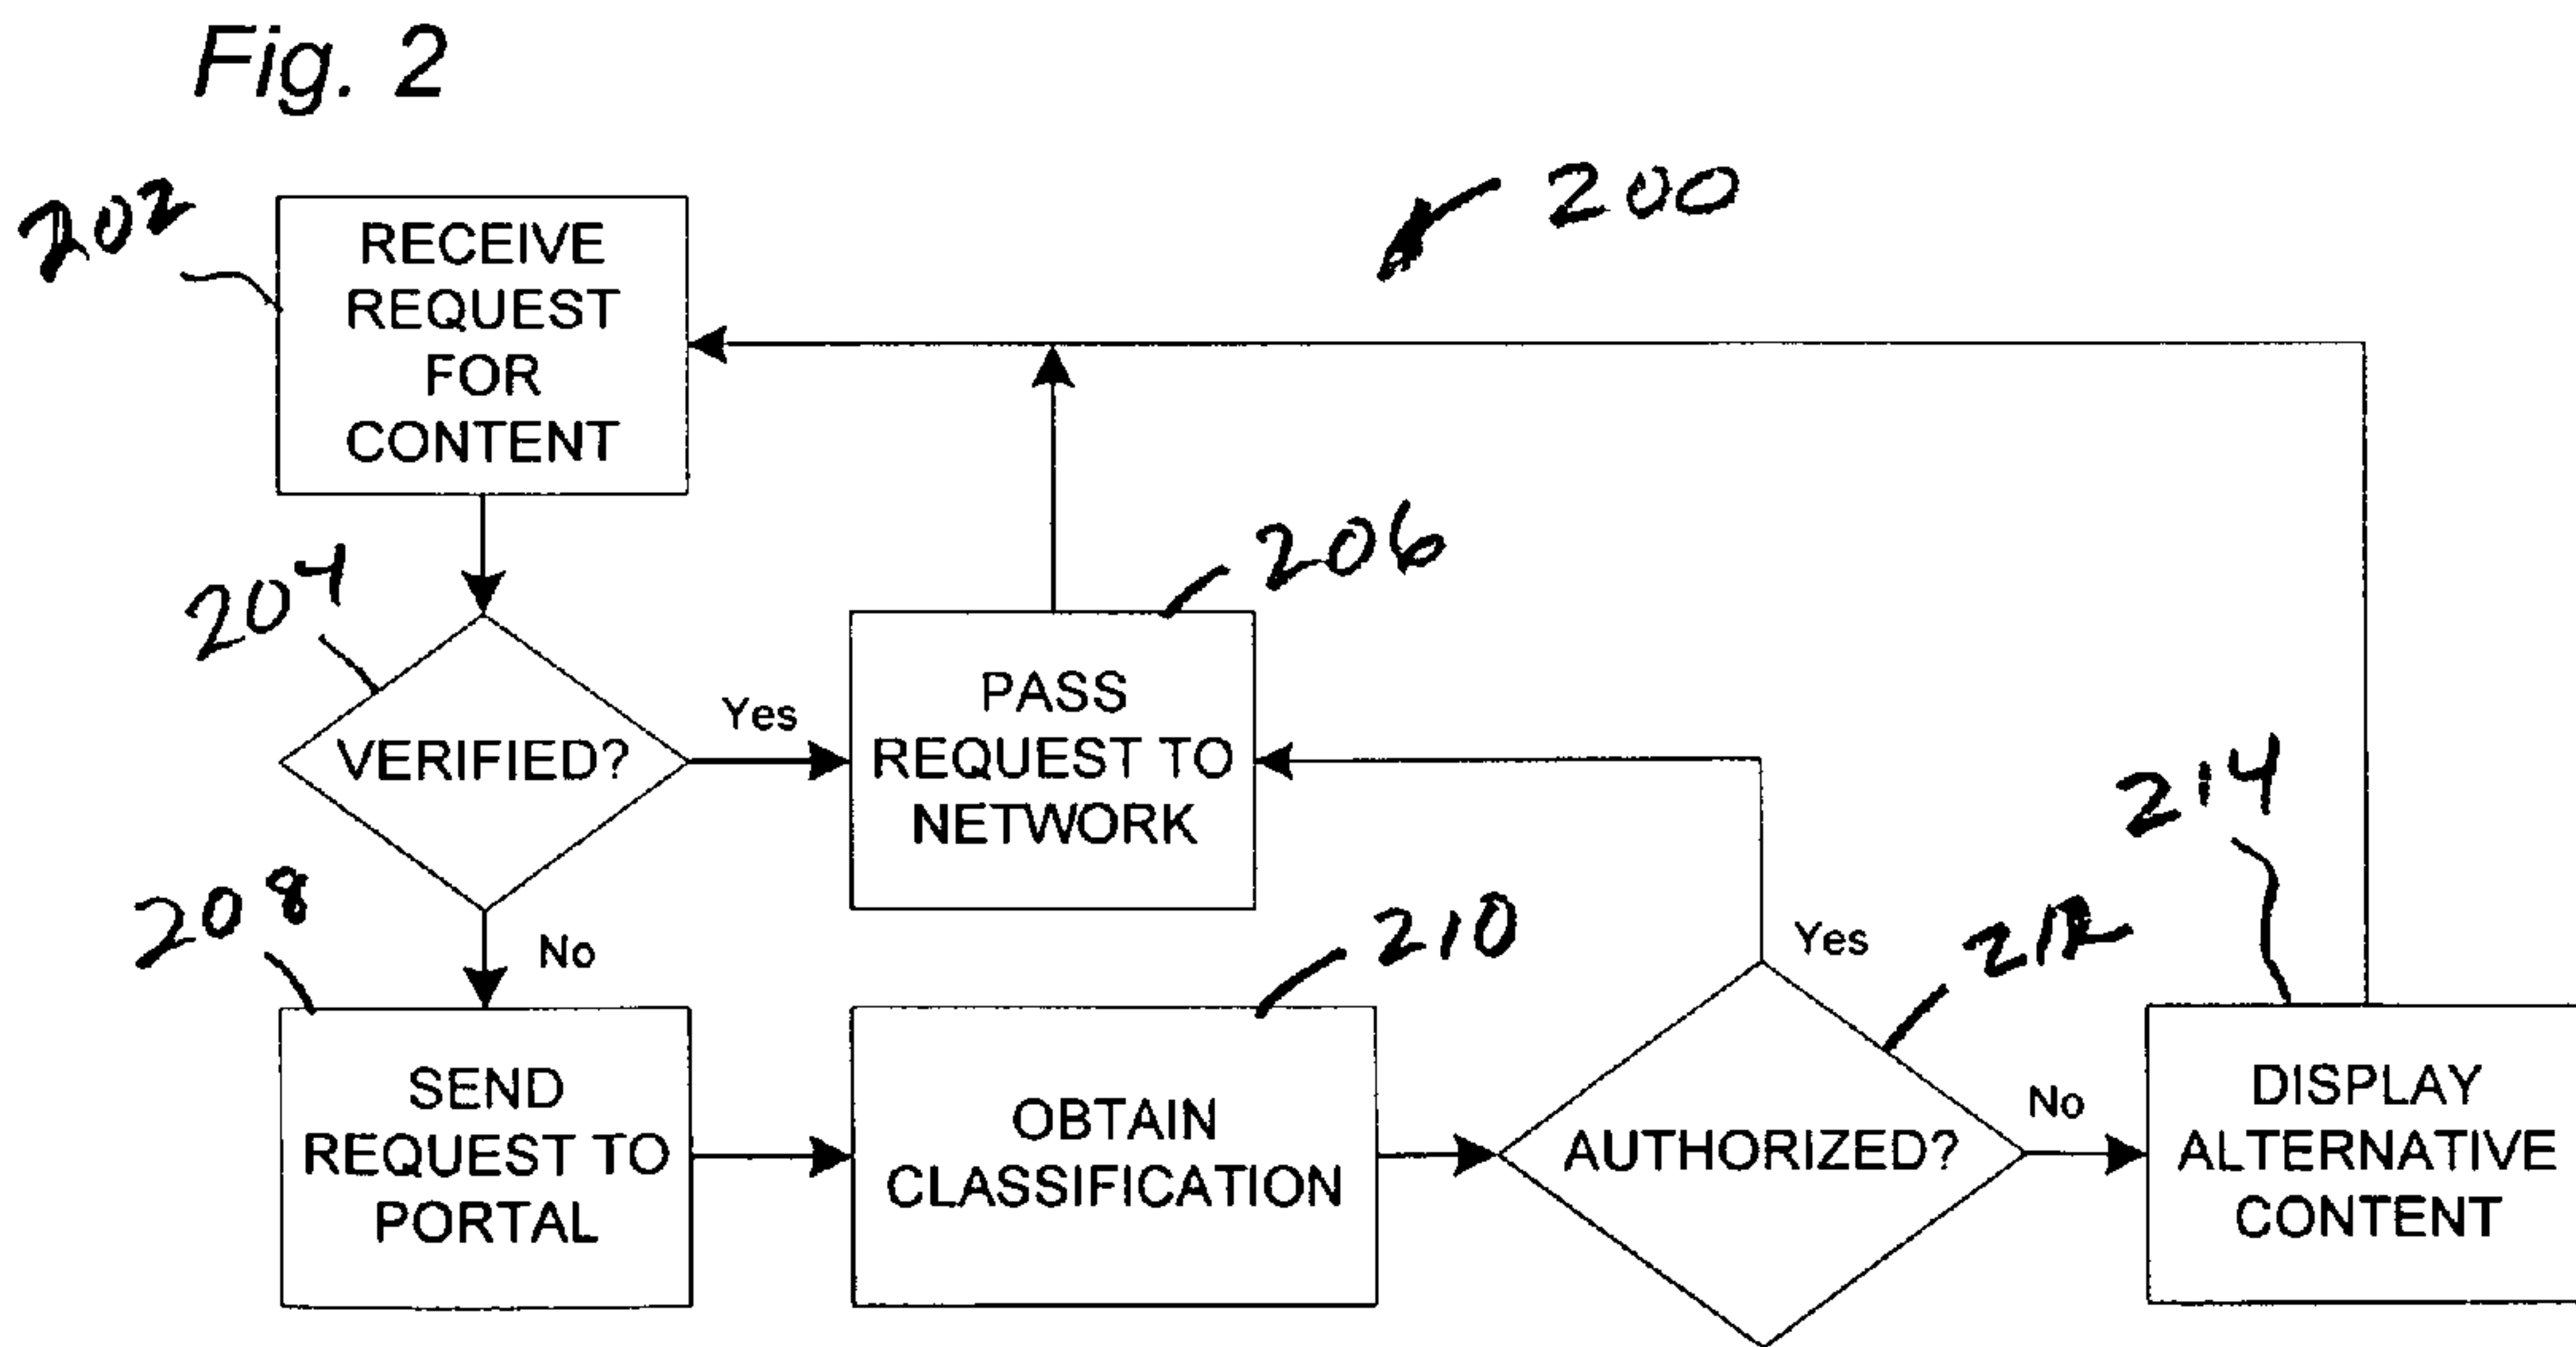 Fig. 2
200
202
RECEIVE
REQUEST
FOR
CONTENT
204
VERIFIED?
Yes
206
PASS
REQUEST TO
NETWORK
No
208
SEND
REQUEST TO
PORTAL
210
OBTAIN
CLASSIFICATION
212
AUTHORIZED?
Yes
No
214
DISPLAY
ALTERNATIVE
CONTENT